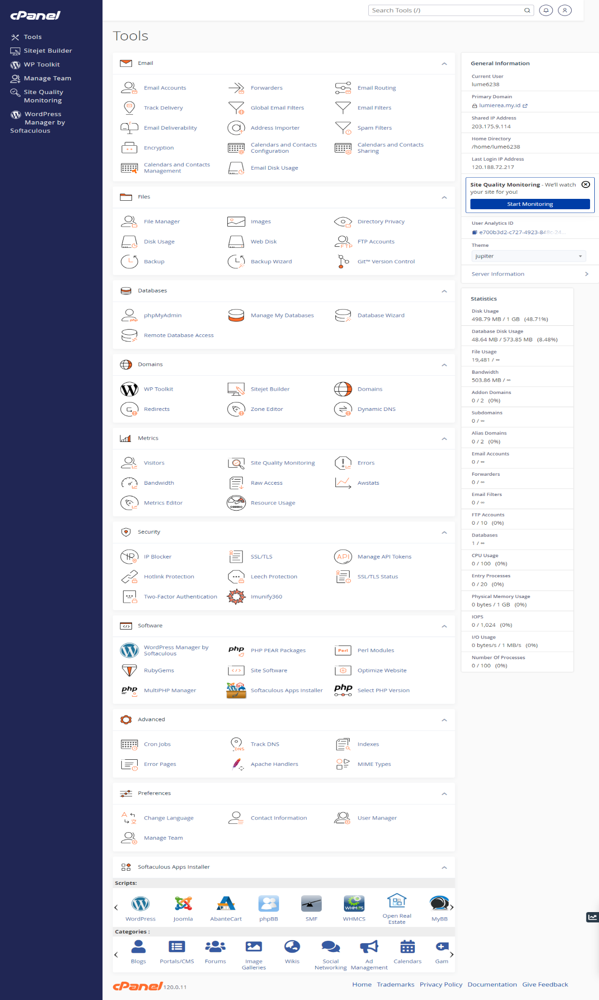 cPanel
Search Tools (/)
Tools
Sitejet Builder
WP Toolkit
Manage Team
Site Quality
Monitoring
WordPress
Manager by
Softaculous
Tools
Email
Email Accounts
Forwarders
Email Routing
Track Delivery
Global Email Filters
Email Filters
Email Deliverability
Address Importer
Spam Filters
Encryption
Calendars and Contacts
Configuration
Calendars and Contacts
Sharing
Calendars and Contacts
Management
Email Disk Usage
Files
File Manager
Images
Directory Privacy
Disk Usage
Web Disk
FTP
FTP Accounts
Backup
Backup Wizard
Git™ Version Control
Databases
php
phpMyAdmin
Manage My Databases
Database Wizard
Remote Database Access
Domains
WP Toolkit
Sitejet Builder
Domains
Redirects
Zone Editor
Dynamic DNS
Metrics
Visitors
Site Quality Monitoring
Errors
Bandwidth
Raw Access
Awstats
Metrics Editor
Resource Usage
Security
IP
IP Blocker
SSL/TLS
API
Manage API Tokens
Hotlink Protection
Leech Protection
SSL/TLS Status
Two-Factor Authentication
Imunify360
Software
WordPress Manager by
Softaculous
php
PHP PEAR Packages
Perl
Perl Modules
RubyGems
Site Software
Optimize Website
php
MultiPHP Manager
Softaculous Apps Installer
php
Select PHP Version
Advanced
Cron Jobs
DNS
Track DNS
Indexes
Error Pages
Apache Handlers
MIME Types
Preferences
Change Language
Contact Information
User Manager
Manage Team
Softaculous Apps Installer
Scripts:
WordPress
Joomla
AbanteCart
phpBB
SMF
WHMCS
WHMCS
Open Real
Estate
MyBB
Categories :
Blogs
Portals/CMS
Forums
Image
Galleries
Wikis
Social
Networking
Ad
Management
Calendars
Gam
General Information
Current User
lume6238
Primary Domain
lumierea.my.id
Shared IP Address
203.175.9.114
Home Directory
/home/lume6238
Last Login IP Address
120.188.72.217
Site Quality Monitoring - We'll watch
your site for you!
Start Monitoring
User Analytics ID
e700b3d2-c727-4923-848c-24...
Theme
jupiter
Server Information
Statistics
Disk Usage
498.79 MB / 1 GB (48.71%)
Database Disk Usage
48.64 MB / 573.85 MB (8.48%)
File Usage
19,481 / ∞
Bandwidth
503.86 MB / ∞
Addon Domains
0 / 2 (0%)
Subdomains
0 / ∞
Alias Domains
0 / 2 (0%)
Email Accounts
0 / ∞
Forwarders
0 / ∞
Email Filters
0 / ∞
FTP Accounts
0 / 10 (0%)
Databases
1 / ∞
CPU Usage
0 / 100 (0%)
Entry Processes
0 / 20 (0%)
Physical Memory Usage
0 bytes / 1 GB (0%)
IOPS
0 / 1,024 (0%)
I/O Usage
0 bytes/s / 1 MB/s (0%)
Number Of Processes
0 / 100 (0%)
cPanel 120.0.11
Home Trademarks Privacy Policy Documentation Give Feedback